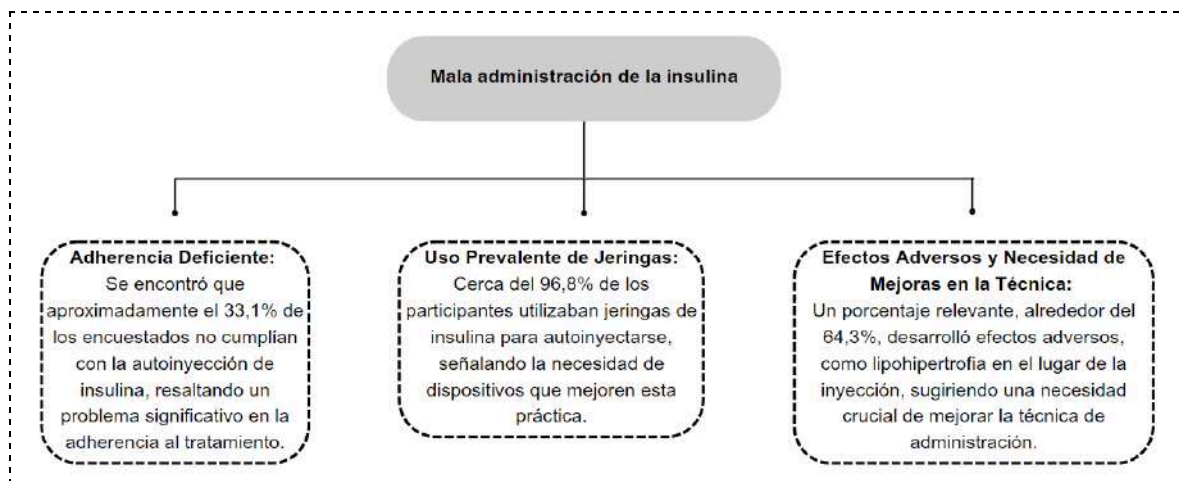 Mala administración de la insulina
Adherencia Deficiente:
Se encontró que
aproximadamente el 33,1% de
los encuestados no cumplían
con la autoinyección de
insulina, resaltando un
problema significativo en la
adherencia al tratamiento.
Uso Prevalente de Jeringas:
Cerca del 96,8% de los
participantes utilizaban jeringas de
insulina para autoinyectarse,
señalando la necesidad de
dispositivos que mejoren esta
práctica.
Efectos Adversos y Necesidad de
Mejoras en la Técnica:
Un porcentaje relevante, alrededor del
64,3%, desarrolló efectos adversos,
como lipohipertrofia en el lugar de la
inyección, sugiriendo una necesidad
crucial de mejorar la técnica de
administración.